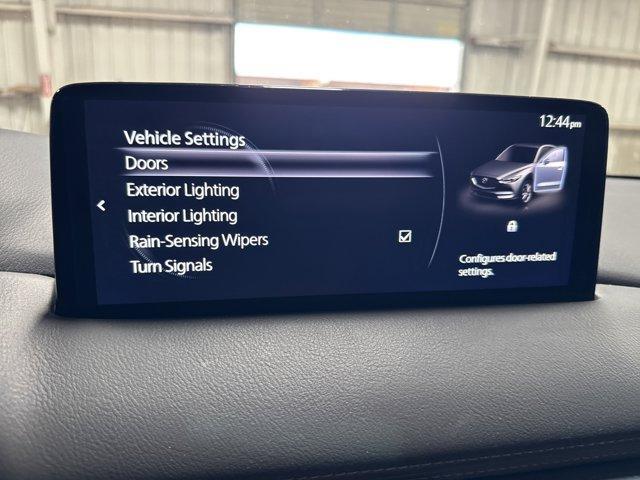 12:44pm
Vehicle Settings
Doors
Exterior Lighting
Interior Lighting
Rain-Sensing Wipers
Turn Signals
Configures door-related
settings.